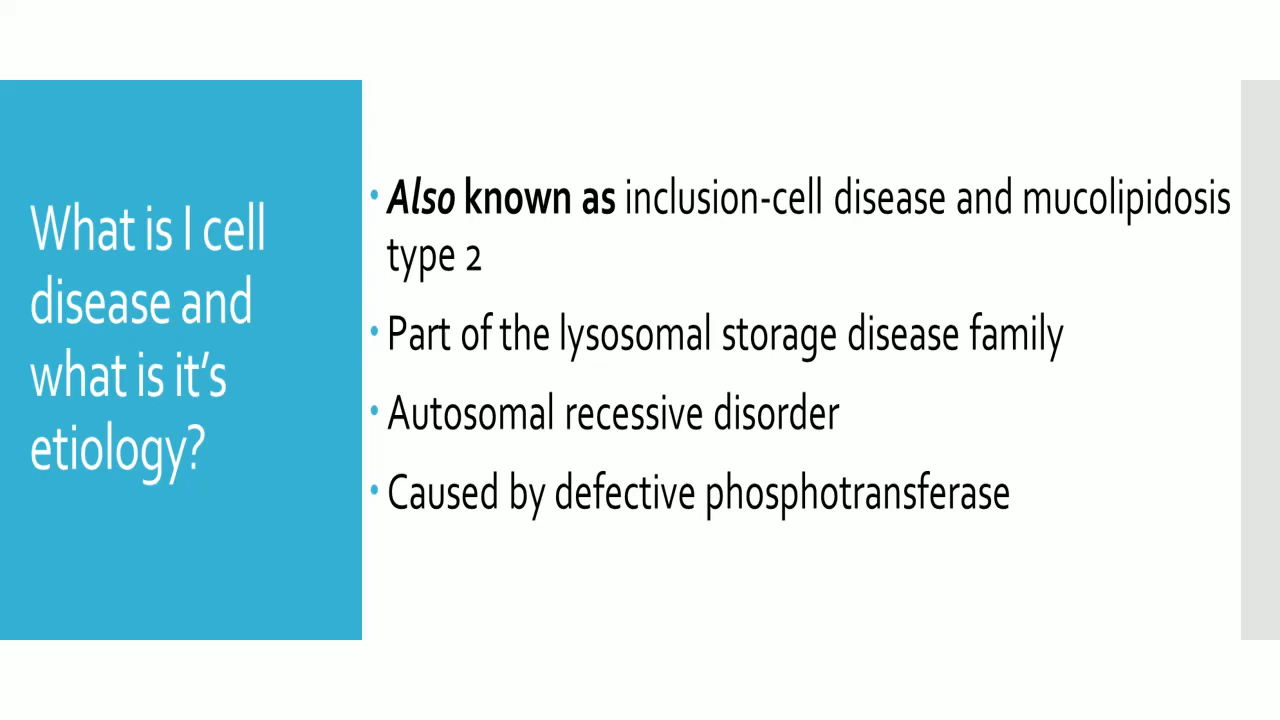 What is I cell
disease and
what is it's
etiology?
• Also known as inclusion-cell disease and mucolipidosis
type 2
• Part of the lysosomal storage disease family
• Autosomal recessive disorder
• Caused by defective phosphotransferase